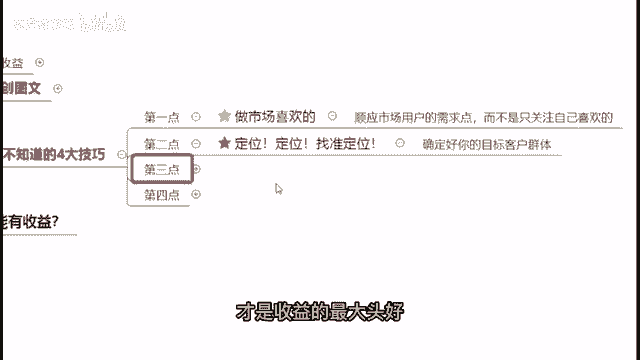 收益
创图文
第一点 做市场喜欢的 顺应市场用户的需求点，而不是只关注自己喜欢的
第二点 定位！定位！找准定位！ 确定好你的目标客户群体
不知道的4大技巧
第三点
第四点
能有收益？
才是收益的最大头好